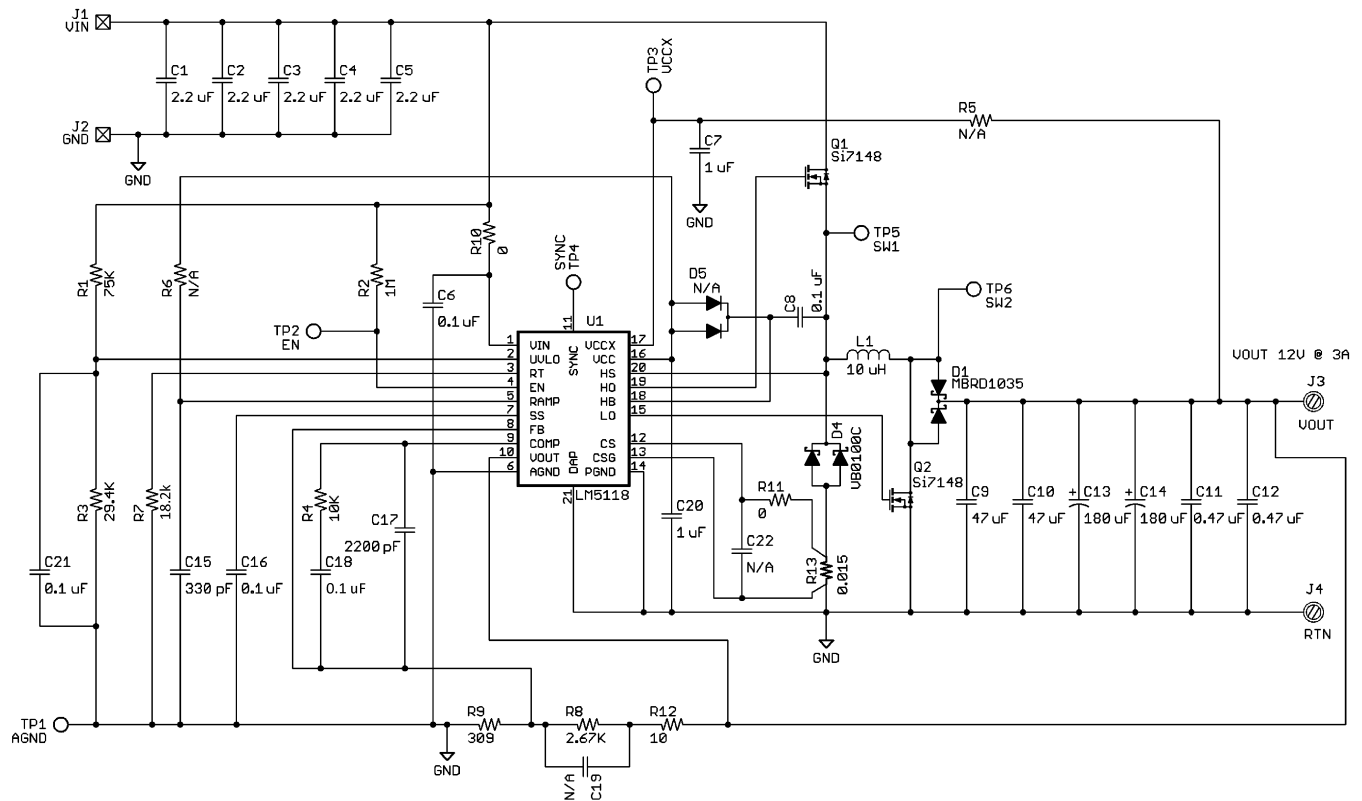 J1
VIN
C1
2.2 uF
C2
2.2 uF
C3
2.2 uF
C4
2.2 uF
C5
2.2 uF
J2
GND
GND
TP3
VCCX
C7
1 uF
GND
R5
N/A
Q1
Si7148
TP5
SW1
TP6
SW2
R1
75K
R6
N/A
R2
1M
R10
0
C6
0.1 uF
TP2
EN
SYNC
TP4
D5
N/A
C8
0.1 uF
L1
10 uH
D1
MBRD1035
VOUT 12V @ 3A
J3
VOUT
U1
11
SYNC
1 VIN
2 UVLO
3 RT
4 EN
5 RAMP
7 SS
8 FB
9 COMP
10 VOUT
6 AGND
VCCX 17
VCC 16
HS 20
HO 19
HB 18
LO 15
CS 12
CSG 13
PGND 14
DAP
21
LM5118
D4
VB0100C
Q2
Si7148
R11
0
C22
N/A
R13
0.015
C20
1 uF
C9
47 uF
C10
47 uF
C13
180 uF
C14
180 uF
C11
0.47 uF
C12
0.47 uF
J4
RTN
GND
R3
29.4K
R7
18.2k
R4
10K
C17
2200 pF
C21
0.1 uF
C15
330 pF
C16
0.1 uF
C18
0.1 uF
TP1
AGND
GND
R9
309
R8
2.67K
R12
10
N/A
C19